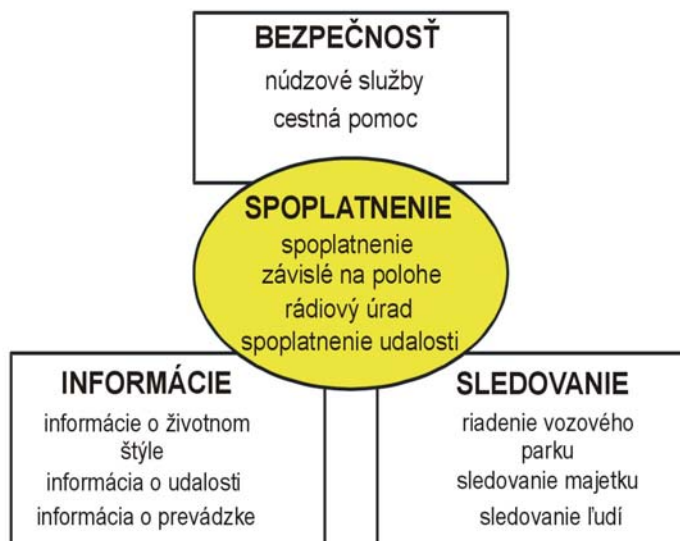 BEZPEČNOSŤ
núdzové služby
cestná pomoc
SPOPLATNENIE
spoplatnenie
závislé na polohe
rádiový úrad
spoplatnenie udalosti
INFORMÁCIE
informácie o životnom
štýle
informácia o udalosti
informácia o prevádzke
SLEDOVANIE
riadenie vozového
parku
sledovanie majetku
sledovanie ľudí